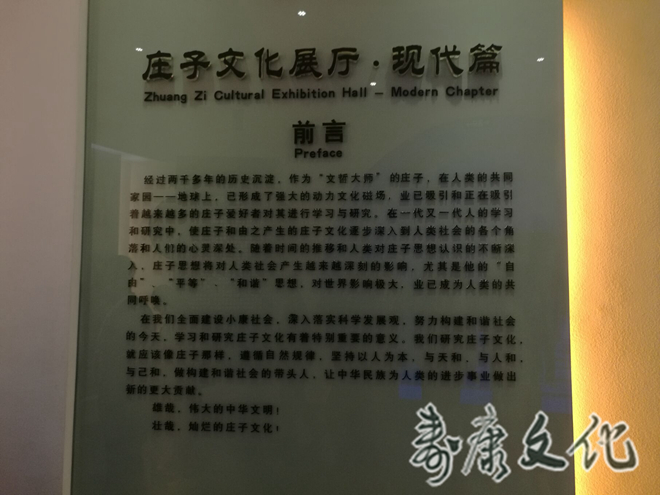 庄子文化展厅·现代篇
Zhuang Zi Cultural Exhibition Hall – Modern Chapter
前言
Preface
经过两千多年的历史沉淀，作为“文哲大师”的庄子，在人类的共同
家园——地球上，已形成了强大的动力文化磁场，业已吸引和正在吸引
着越来越多的庄子爱好者对其进行学习与研究。在一代又一代人的学习
和研究中，使庄子和由之产生的庄子文化逐步深入到人类社会的各个角
落和人们的心灵深处。随着时间的推移和人类对庄子思想认识的不断深
入，庄子思想将对人类社会产生越来越深刻的影响，尤其是他的“自
由”、“平等”、“和谐”思想，对世界影响极大，业已成为人类的共
同呼唤。
在我们全面建设小康社会，深入落实科学发展观，努力构建和谐社会
的今天，学习和研究庄子文化有着特别重要的意义，我们研究庄子文化，
就应该像庄子那样，遵循自然规律，坚持以人为本，与天和，与人和，
与己和，做构建和谐社会的带头人，让中华民族为人类的进步事业做出
新的更大贡献。
雄哉，伟大的中华文明！
壮哉，灿烂的庄子文化！
寿康文化